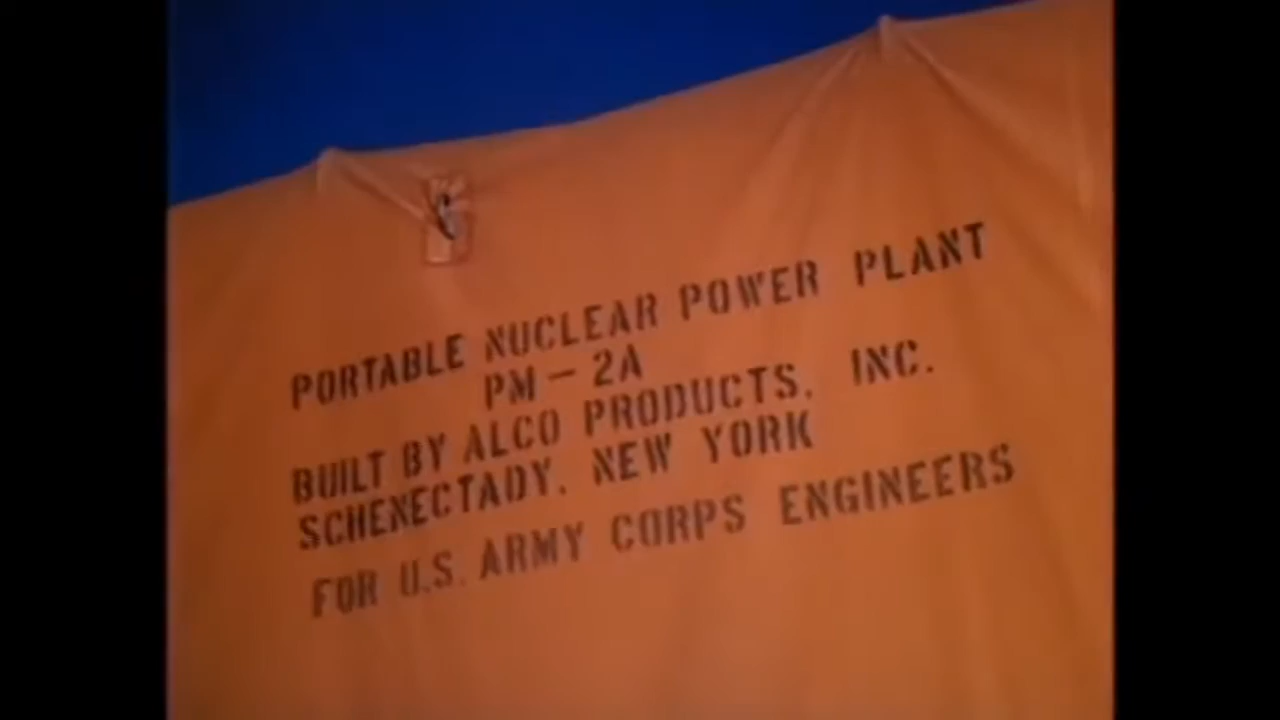 PORTABLE NUCLEAR POWER PLANT
PM-2A
BUILT BY ALCO PRODUCTS, INC.
SCHENECTADY, NEW YORK
FOR U.S. ARMY CORPS ENGINEERS